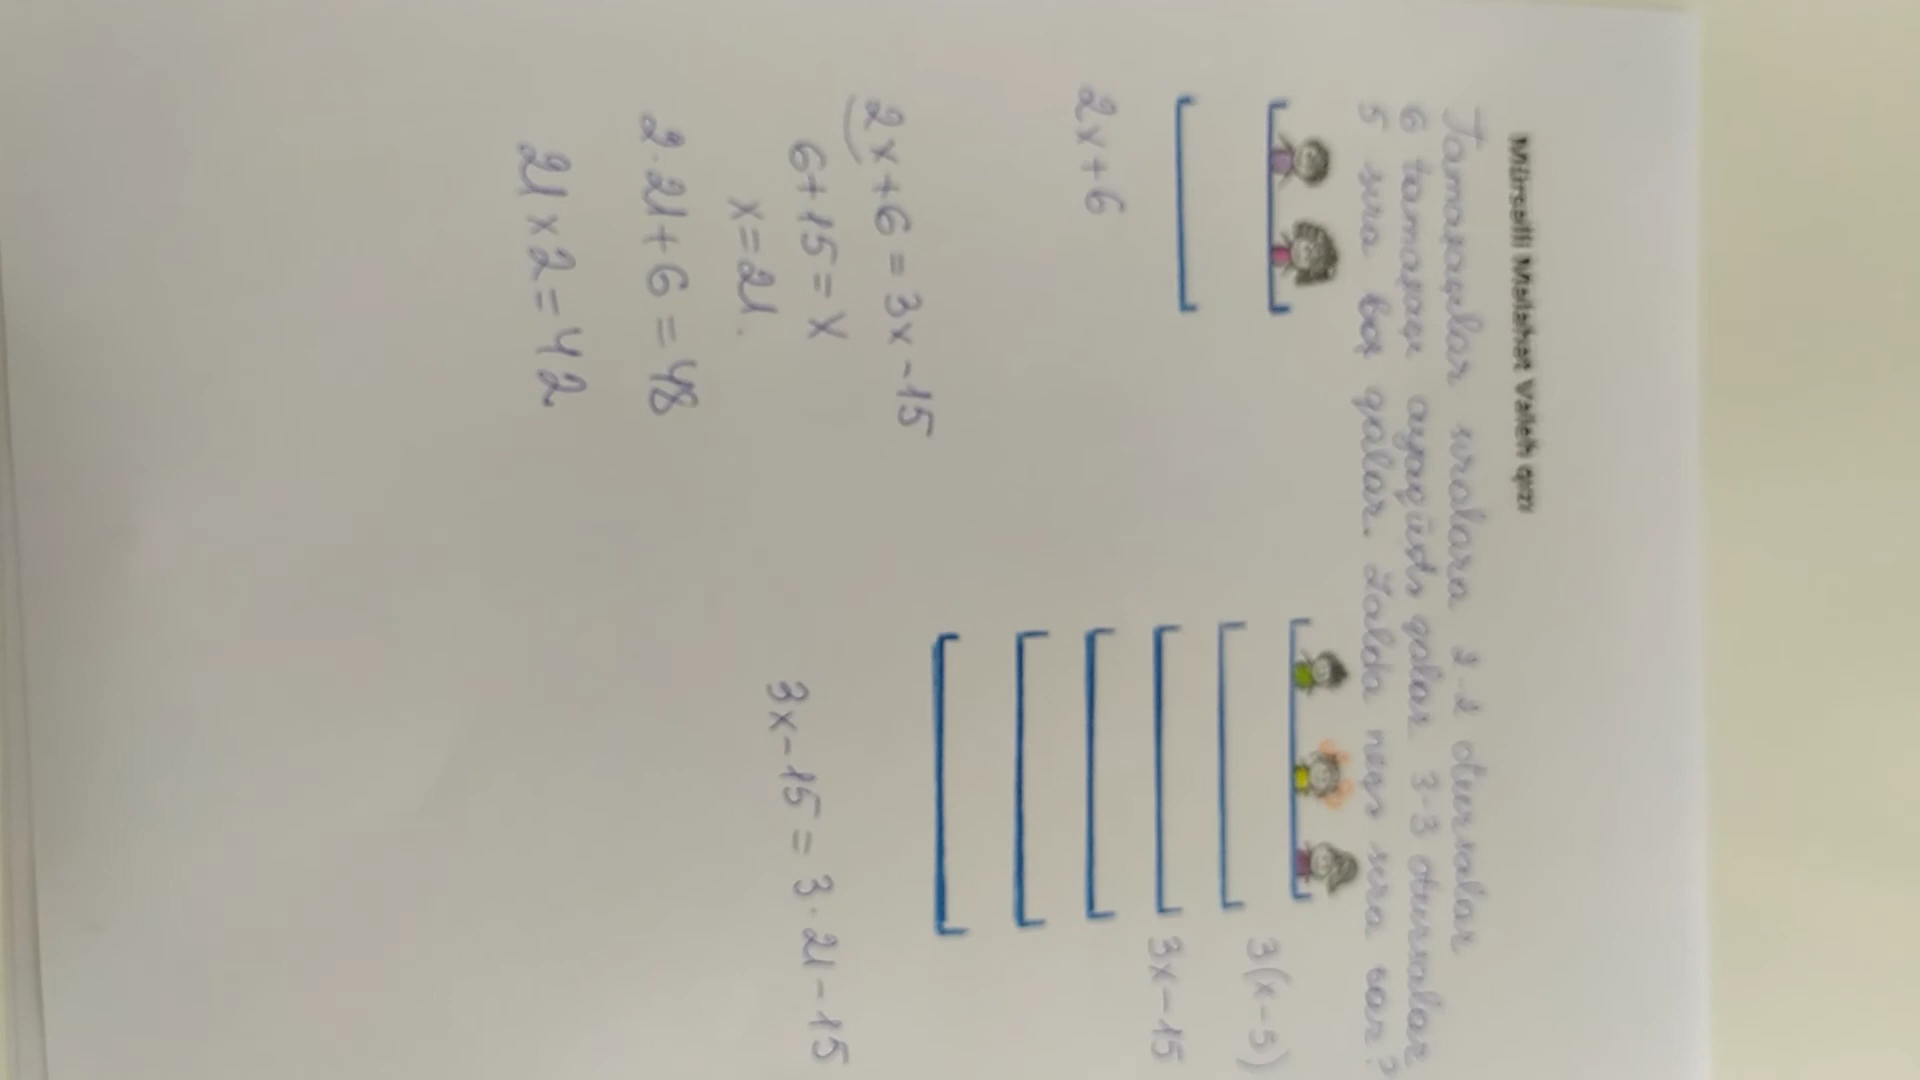 Mürsəlli Məlahət Valeh qızı
Tamaşaçılar sıralara 2-2 otursalar
6 tamaşaçı ayaqüstə qalar 3-3 otursalar
5 sıra boş qalar. Zalda neçə sıra var?
3(x-5)
2x+6
3x-15
2x+6=3x-15
6+15=x
x=21.
3x-15=3·21-15
2·21+6=48
21x2=42